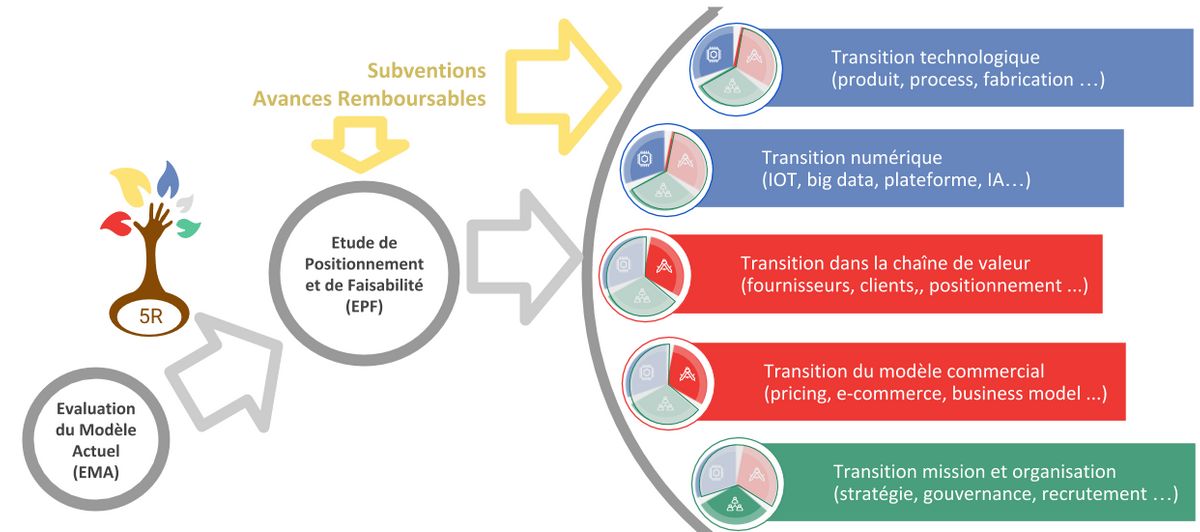 Subventions
Avances Remboursables
5R
Evaluation
du Modèle
Actuel
(EMA)
Etude de
Positionnement
et de Faisabilité
(EPF)
Transition technologique
(produit, process, fabrication …)
Transition numérique
(IOT, big data, plateforme, IA…)
Transition dans la chaîne de valeur
(fournisseurs, clients,, positionnement ...)
Transition du modèle commercial
(pricing, e-commerce, business model ...)
Transition mission et organisation
(stratégie, gouvernance, recrutement …)